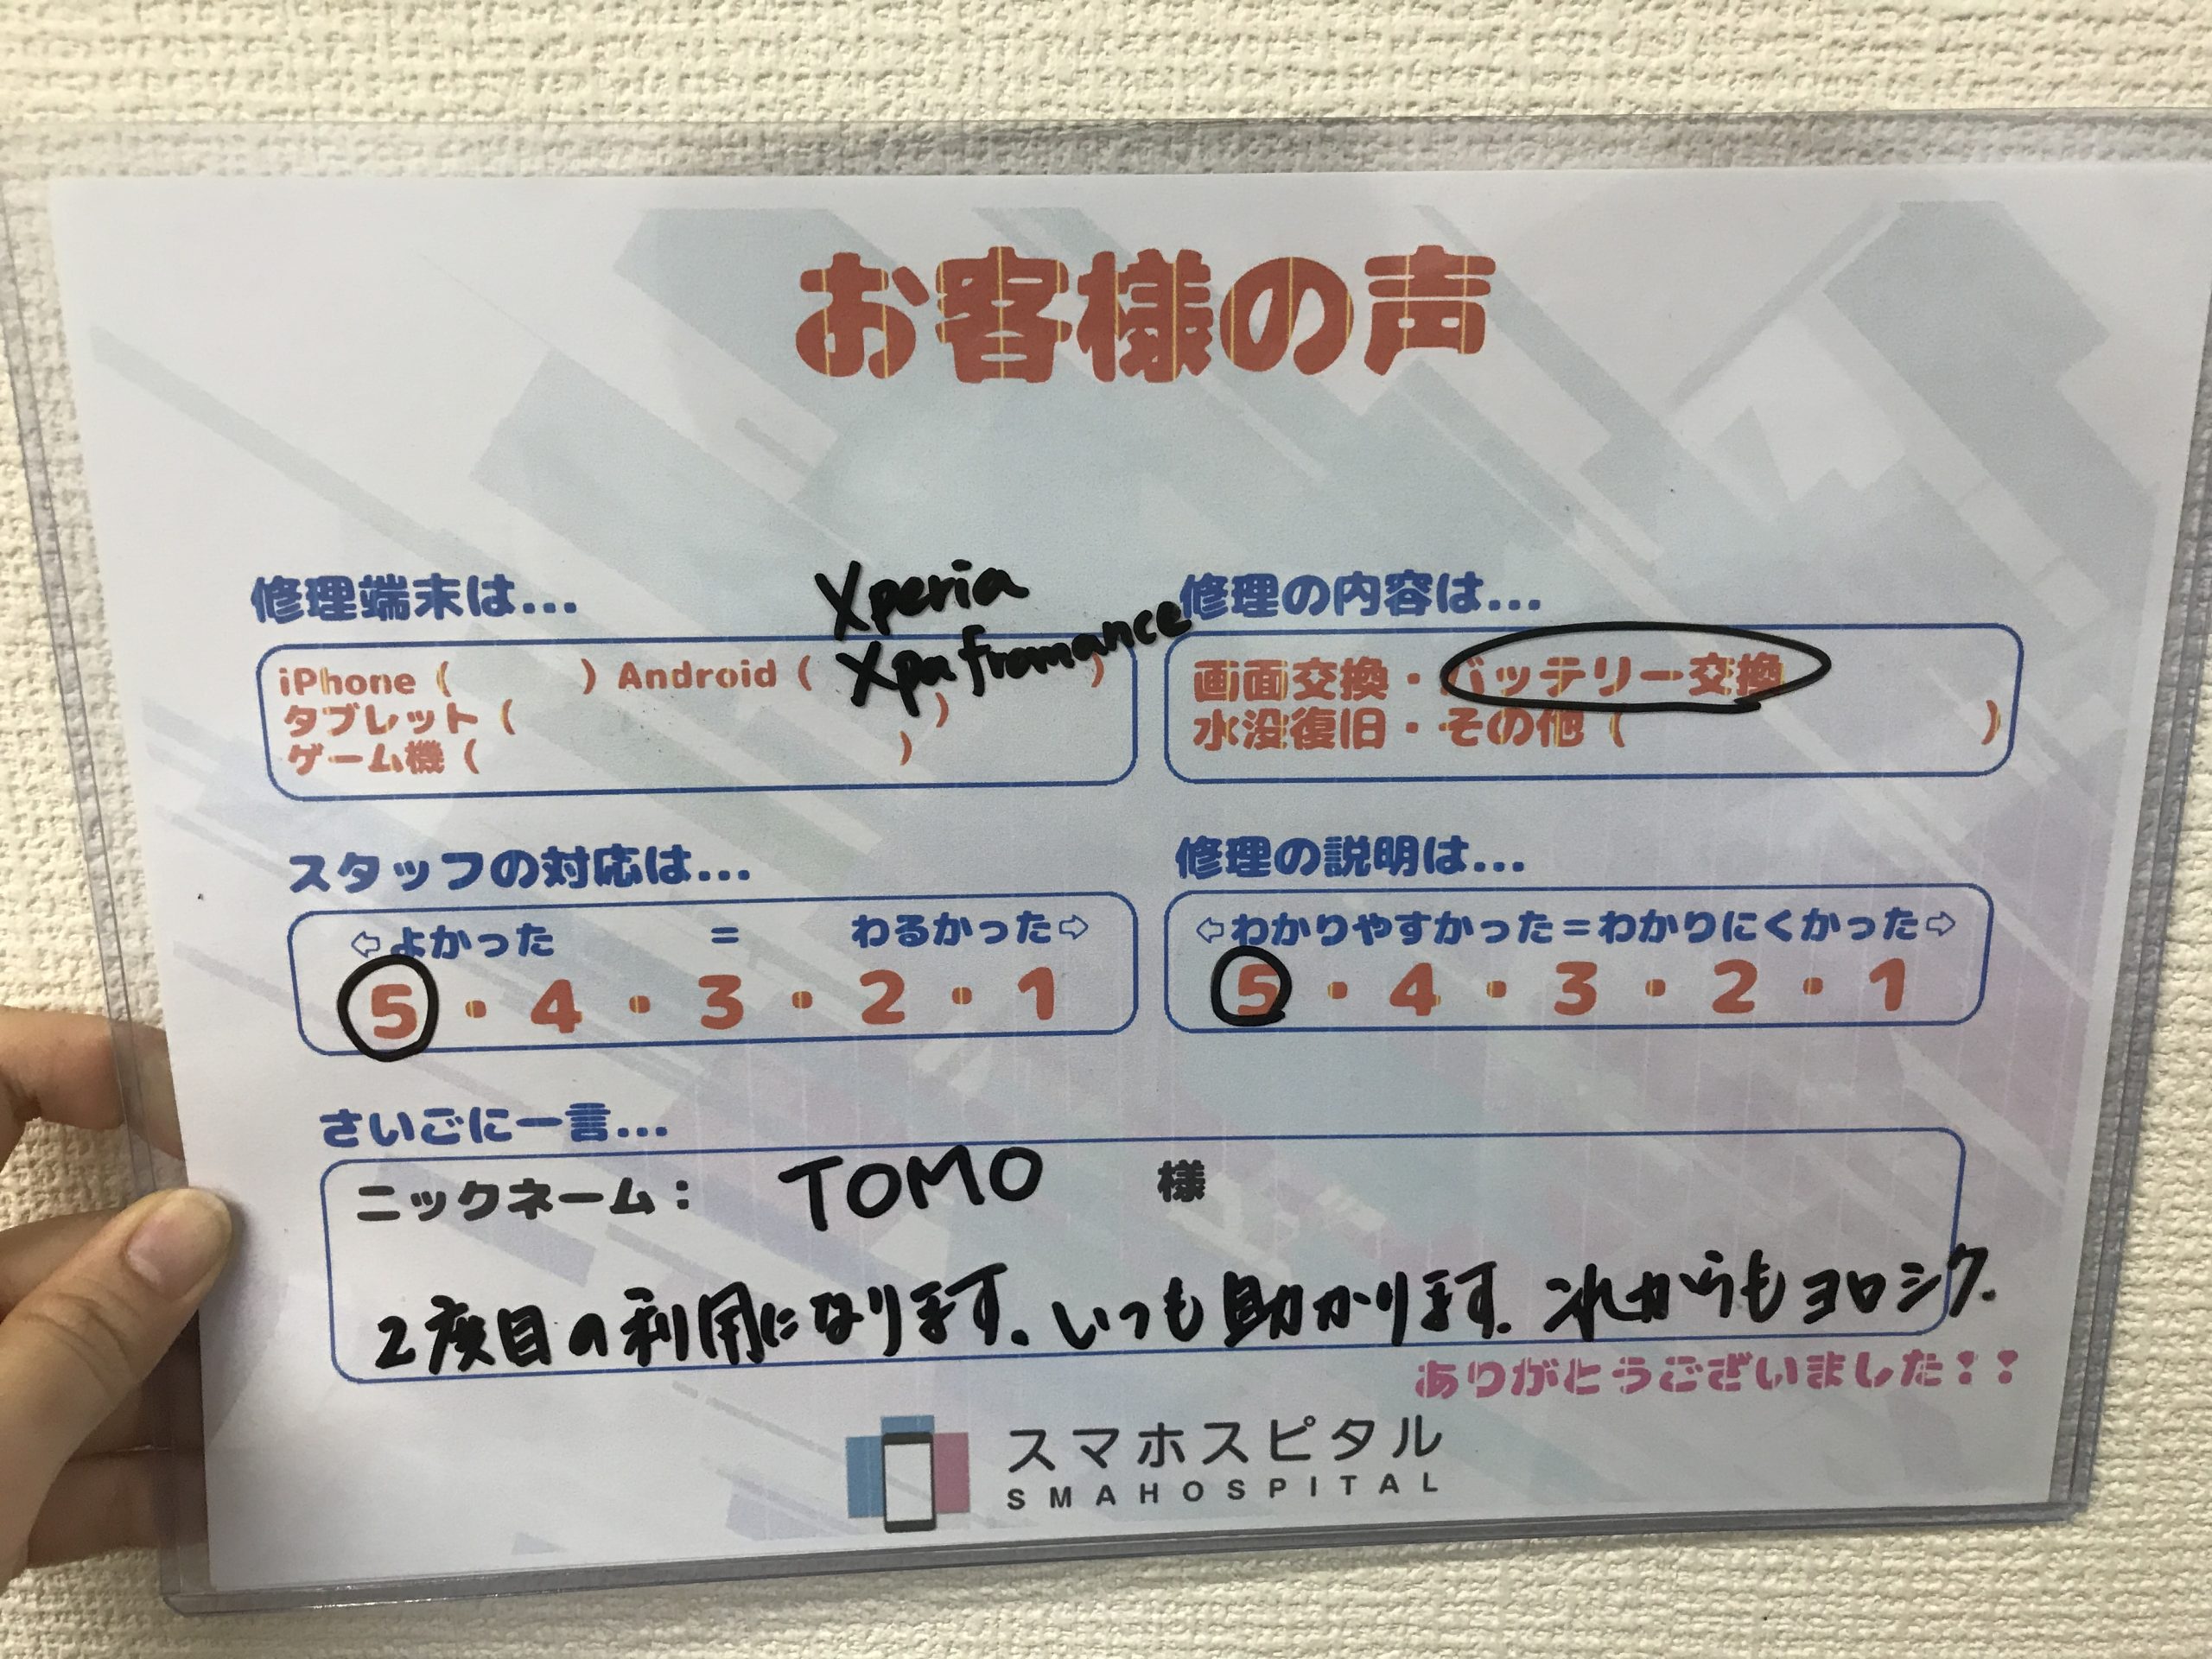 お客様の声
修理端末は...
Xperia
iPhone ( ) Android ( Xpafromance )
タブレット ( )
ゲーム機 ( )
修理の内容は...
画面交換・バッテリー交換
水没復旧・その他 ( )
スタッフの対応は...
⇦よかった = わるかった⇨
5・4・3・2・1
修理の説明は...
⇦わかりやすかった=わかりにくかった⇨
5・4・3・2・1
さいごに一言...
ニックネーム: TOMO 様
2度目の利用になります. いつも助かります. これからもヨロシク.
ありがとうございました!!
スマホスピタル
SMAHOSPITAL